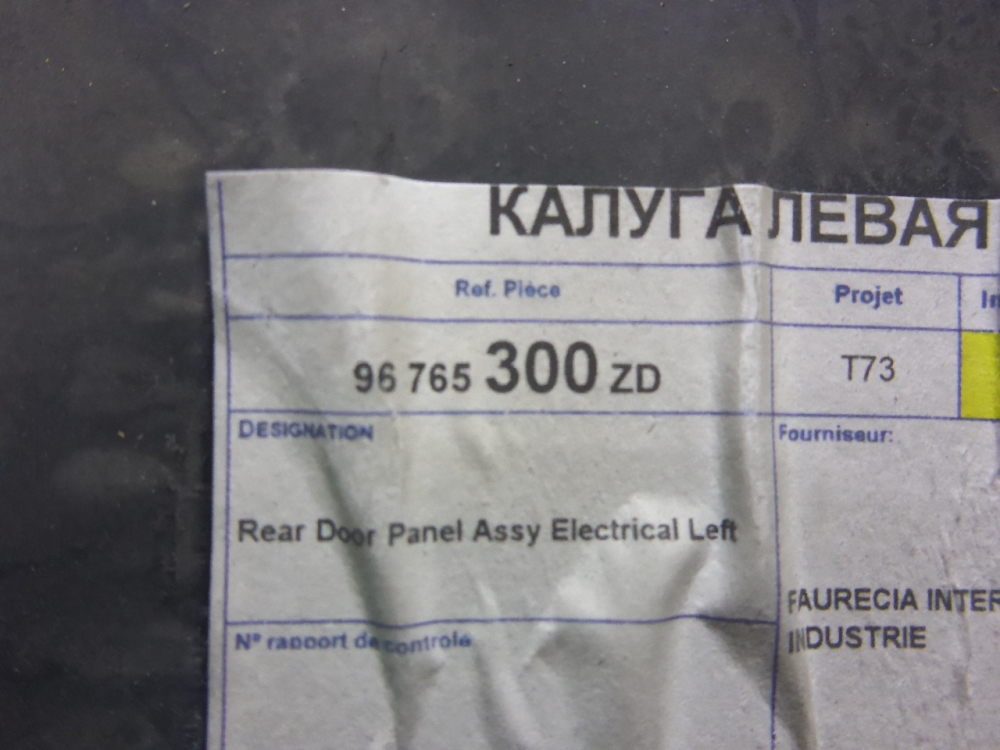 КАЛУГА ЛЕВАЯ
Ref. Pièce
Projet
96 765 300 ZD
T73
DESIGNATION
Fourniseur:
Rear Door Panel Assy Electrical Left
FAURECIA INTER
INDUSTRIE
N° rapport de controle